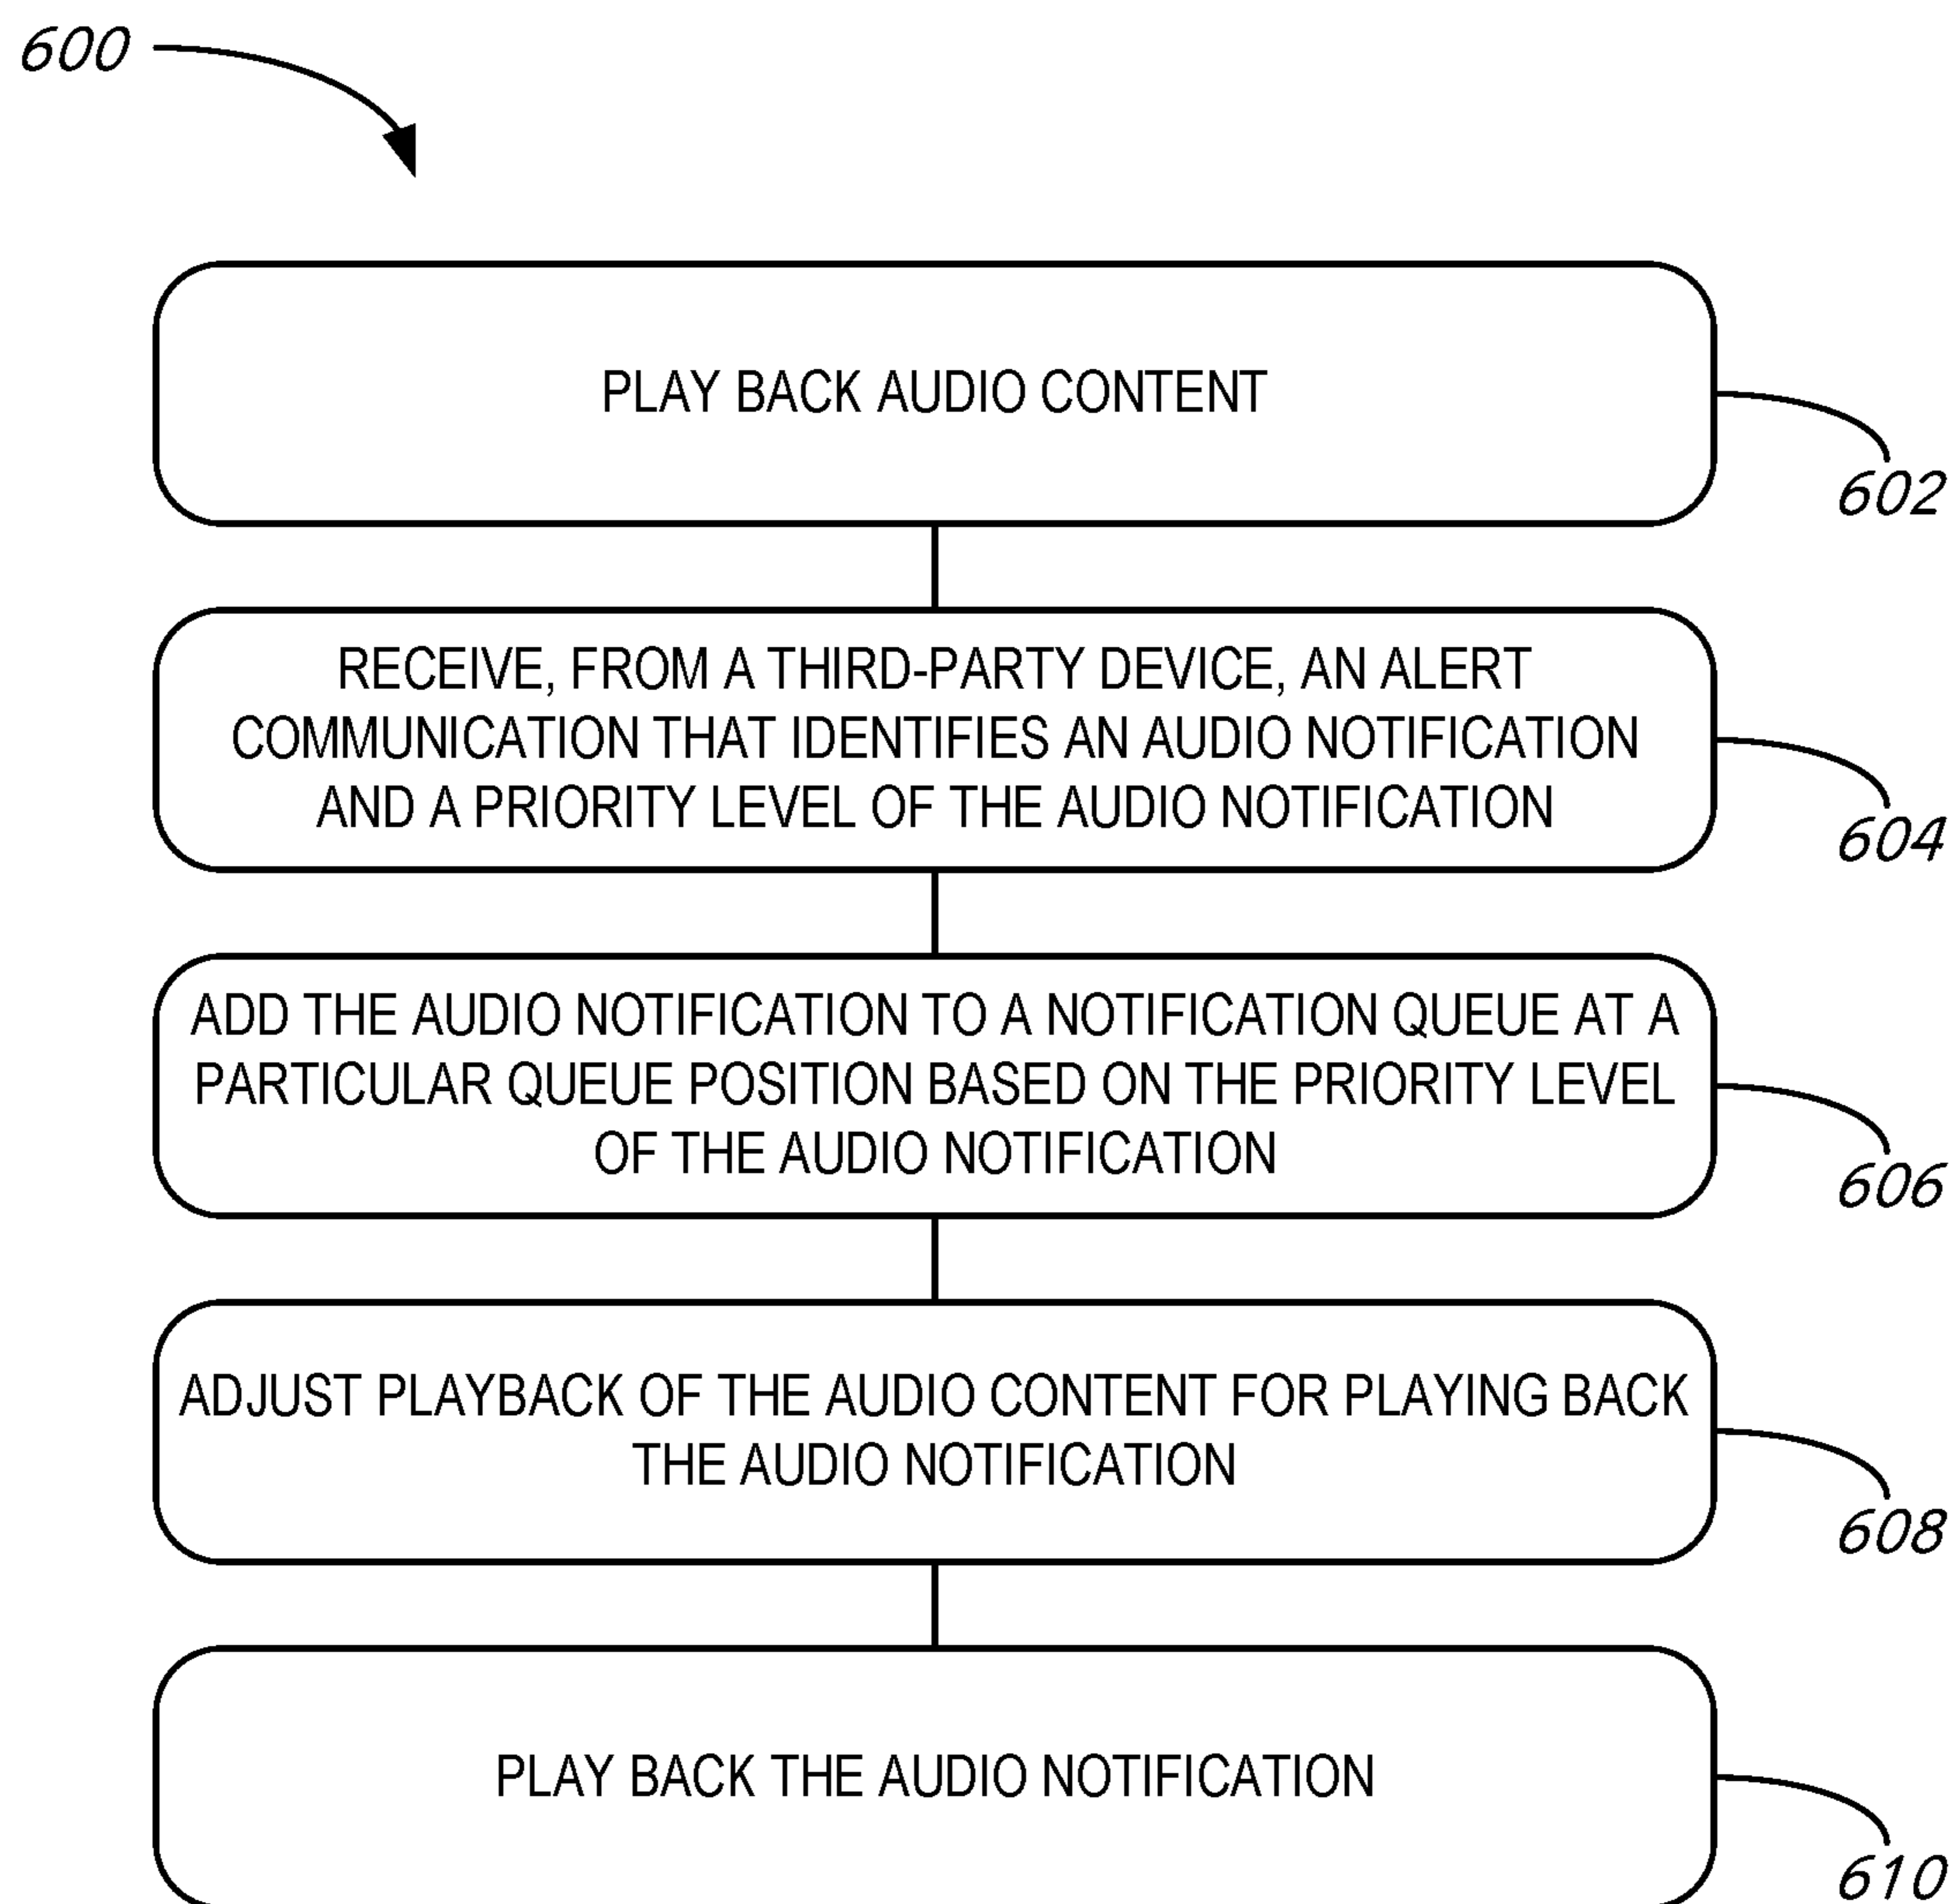 600
PLAY BACK AUDIO CONTENT
602
RECEIVE, FROM A THIRD-PARTY DEVICE, AN ALERT
COMMUNICATION THAT IDENTIFIES AN AUDIO NOTIFICATION
AND A PRIORITY LEVEL OF THE AUDIO NOTIFICATION
604
ADD THE AUDIO NOTIFICATION TO A NOTIFICATION QUEUE AT A
PARTICULAR QUEUE POSITION BASED ON THE PRIORITY LEVEL
OF THE AUDIO NOTIFICATION
606
ADJUST PLAYBACK OF THE AUDIO CONTENT FOR PLAYING BACK
THE AUDIO NOTIFICATION
608
PLAY BACK THE AUDIO NOTIFICATION
610